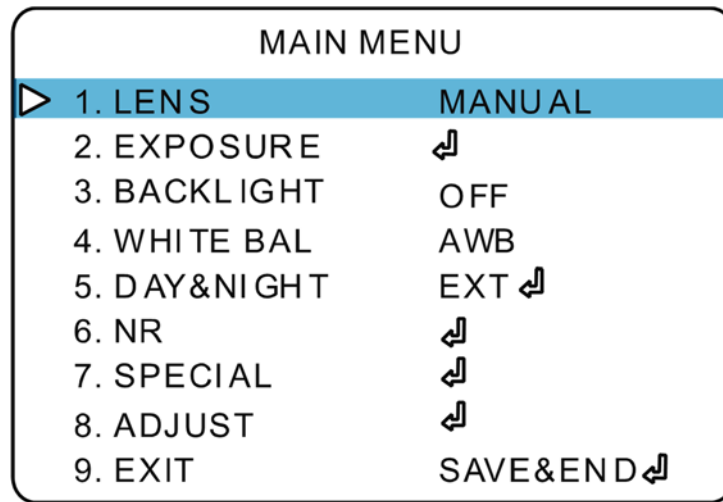 MAIN MENU
1. LENS MANUAL
2. EXPOSURE ↲
3. BACKLIGHT OFF
4. WHITE BAL AWB
5. DAY&NIGHT EXT ↲
6. NR ↲
7. SPECIAL ↲
8. ADJUST ↲
9. EXIT SAVE&END ↲